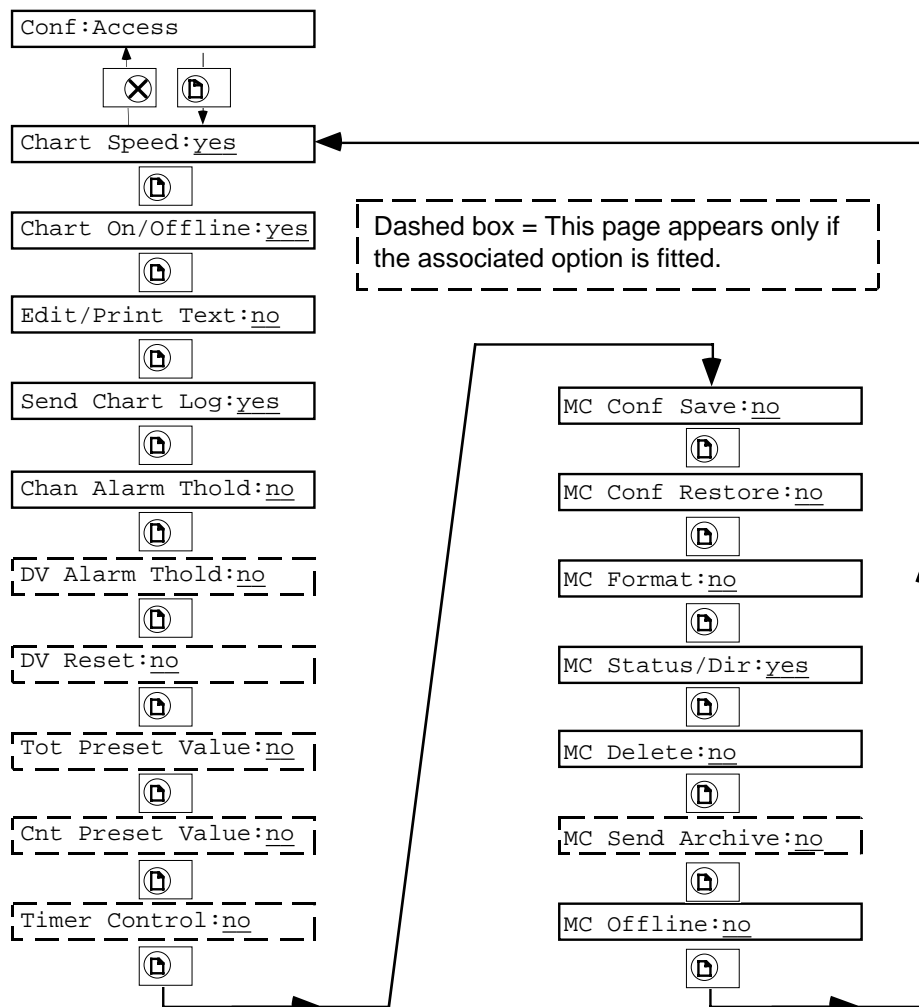 Conf:Access
Chart Speed:yes
Chart On/Offline:yes
Edit/Print Text:no
Send Chart Log:yes
Chan Alarm Thold:no
DV Alarm Thold:no
DV Reset:no
Tot Preset Value:no
Cnt Preset Value:no
Timer Control:no
Dashed box = This page appears only if
the associated option is fitted.
MC Conf Save:no
MC Conf Restore:no
MC Format:no
MC Status/Dir:yes
MC Delete:no
MC Send Archive:no
MC Offline:no